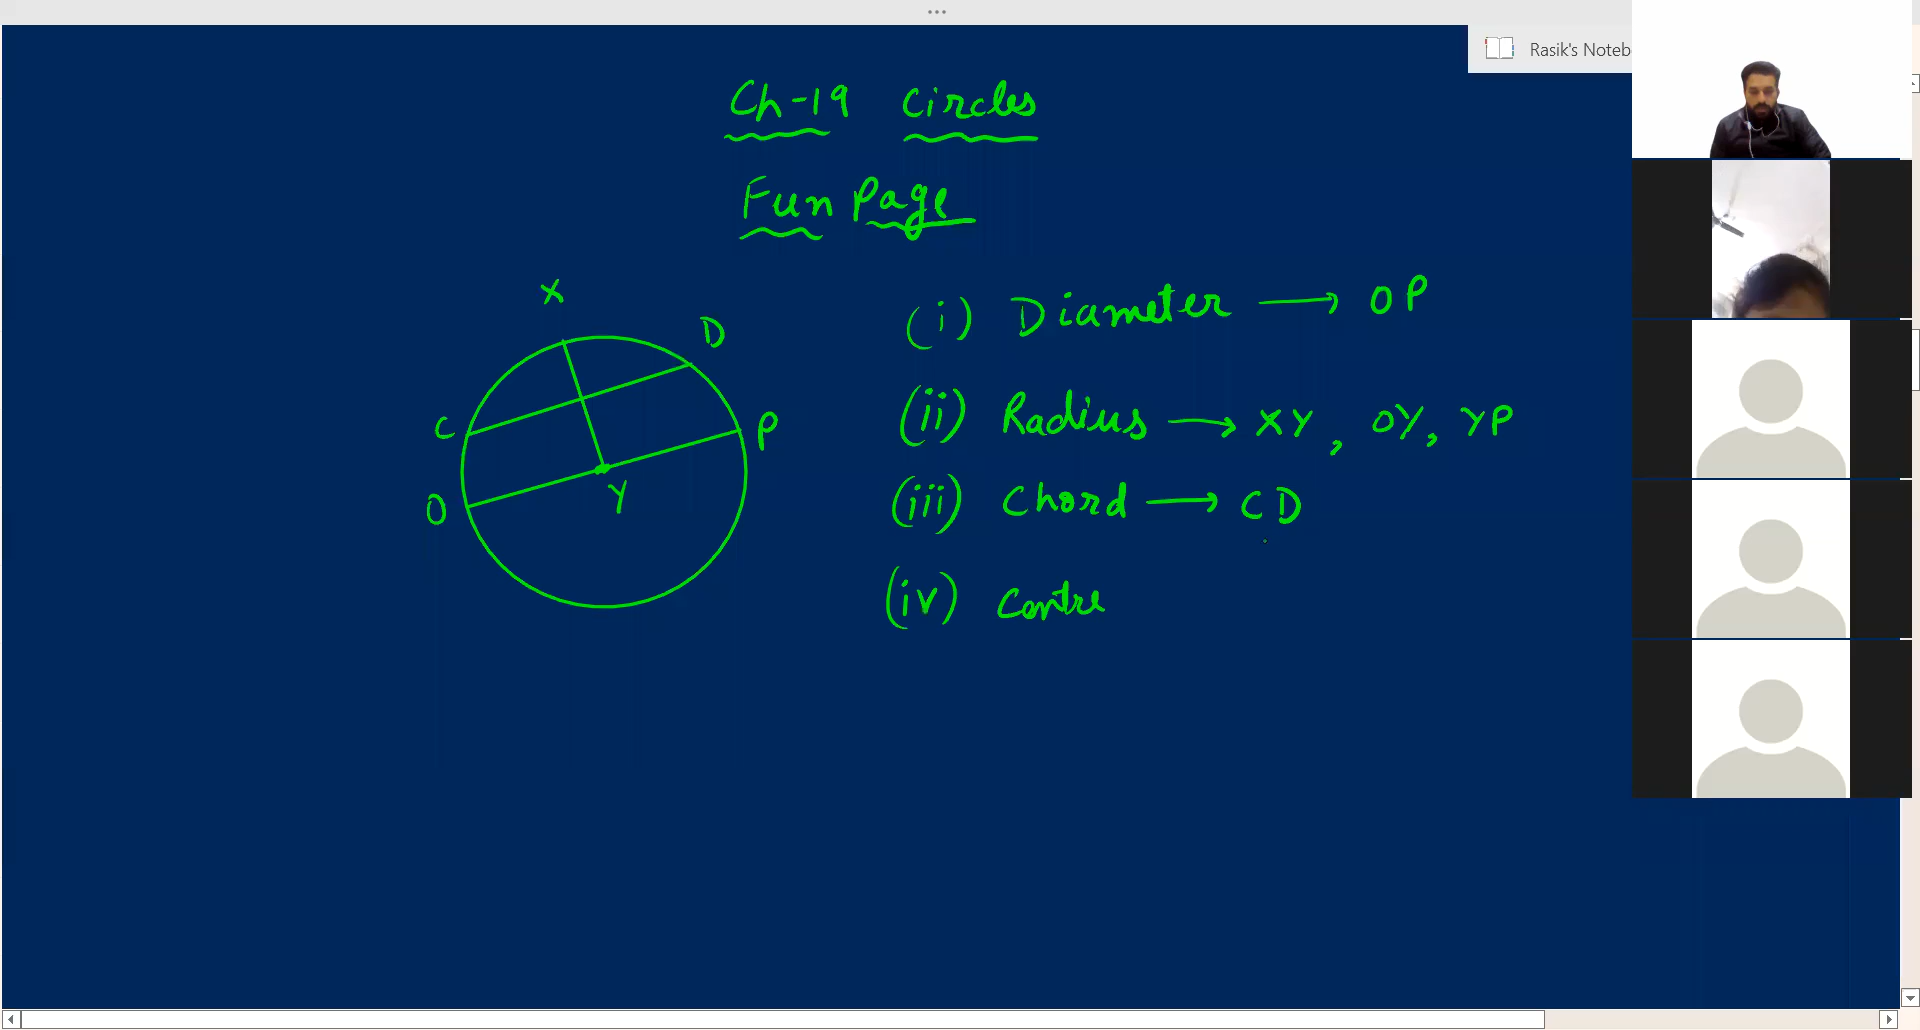 Rasik's Noteb
Ch-19 Circles
Fun Page
X
D
C
P
O
Y
(i) Diameter → OP
(ii) Radius → XY, OY, YP
(iii) Chord → CD
(iv) Centre